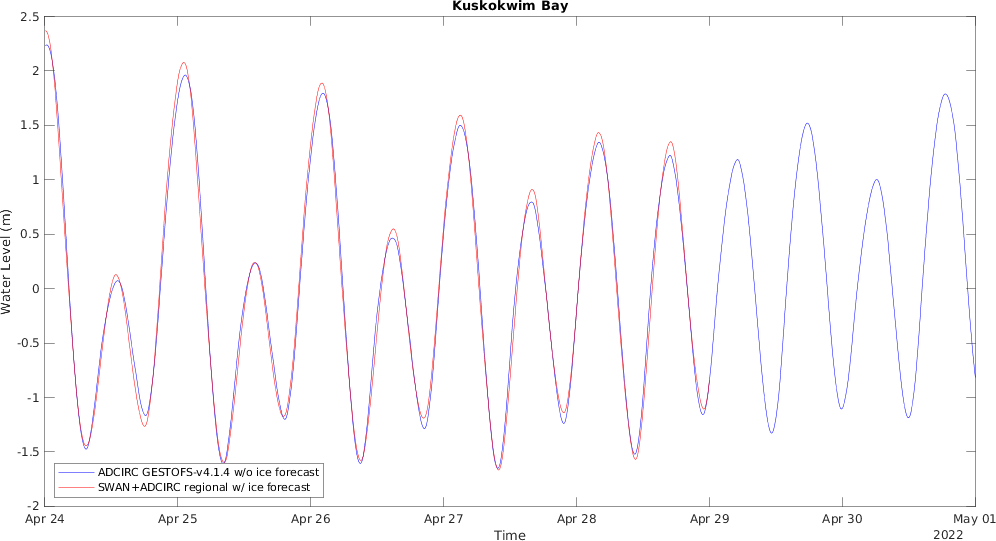 Kuskokwim Bay
2.5
2
1.5
1
0.5
0
-0.5
-1
-1.5
-2
Water Level (m)
ADCIRC GESTOFS-v4.1.4 w/o ice forecast
SWAN+ADCIRC regional w/ ice forecast
Apr 24 Apr 25 Apr 26 Apr 27 Apr 28 Apr 29 Apr 30 May 01
Time
2022